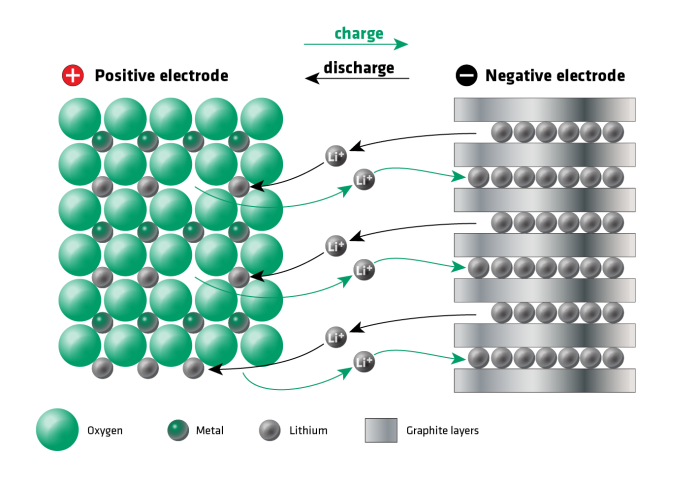 charge
discharge
+ Positive electrode
− Negative electrode
Li⁺
Li⁺
Li⁺
Li⁺
Li⁺
Li⁺
Oxygen
Metal
Lithium
Graphite layers